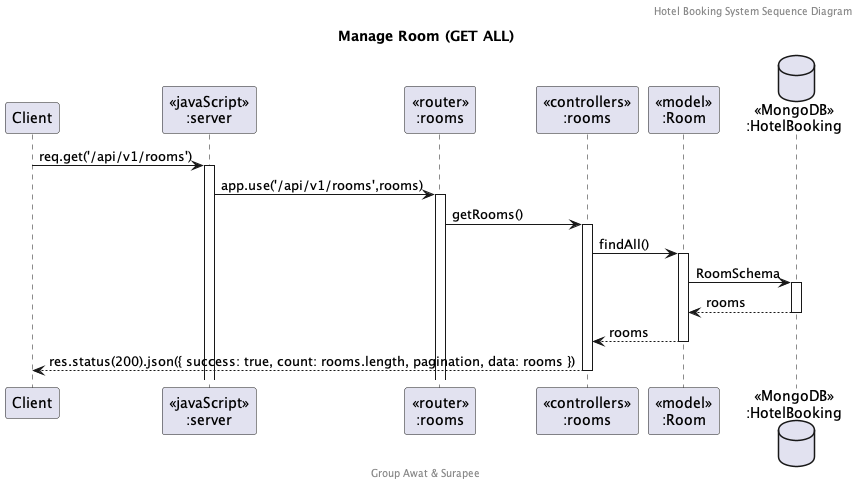 Hotel Booking System Sequence Diagram
Manage Room (GET ALL)
Client
«javaScript»
:server
«router»
:rooms
«controllers»
:rooms
«model»
:Room
«MongoDB»
:HotelBooking
req.get('/api/v1/rooms')
app.use('/api/v1/rooms',rooms)
getRooms()
findAll()
RoomSchema
rooms
rooms
res.status(200).json({ success: true, count: rooms.length, pagination, data: rooms })
Client
«javaScript»
:server
«router»
:rooms
«controllers»
:rooms
«model»
:Room
«MongoDB»
:HotelBooking
Group Awat & Surapee